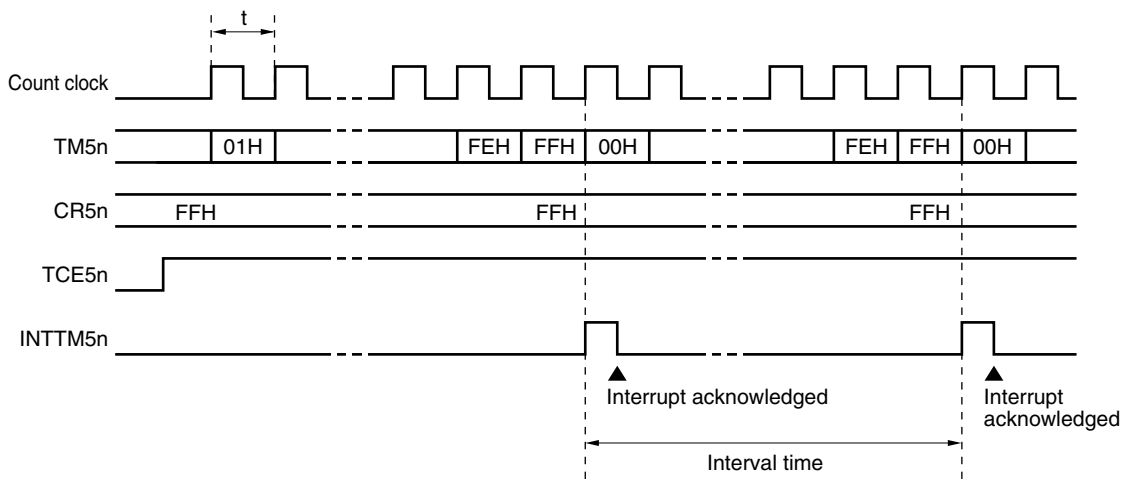 t
Count clock
TM5n 01H FEH FFH 00H FEH FFH 00H
CR5n FFH FFH FFH
TCE5n
INTTM5n
Interrupt acknowledged
Interrupt
acknowledged
Interval time